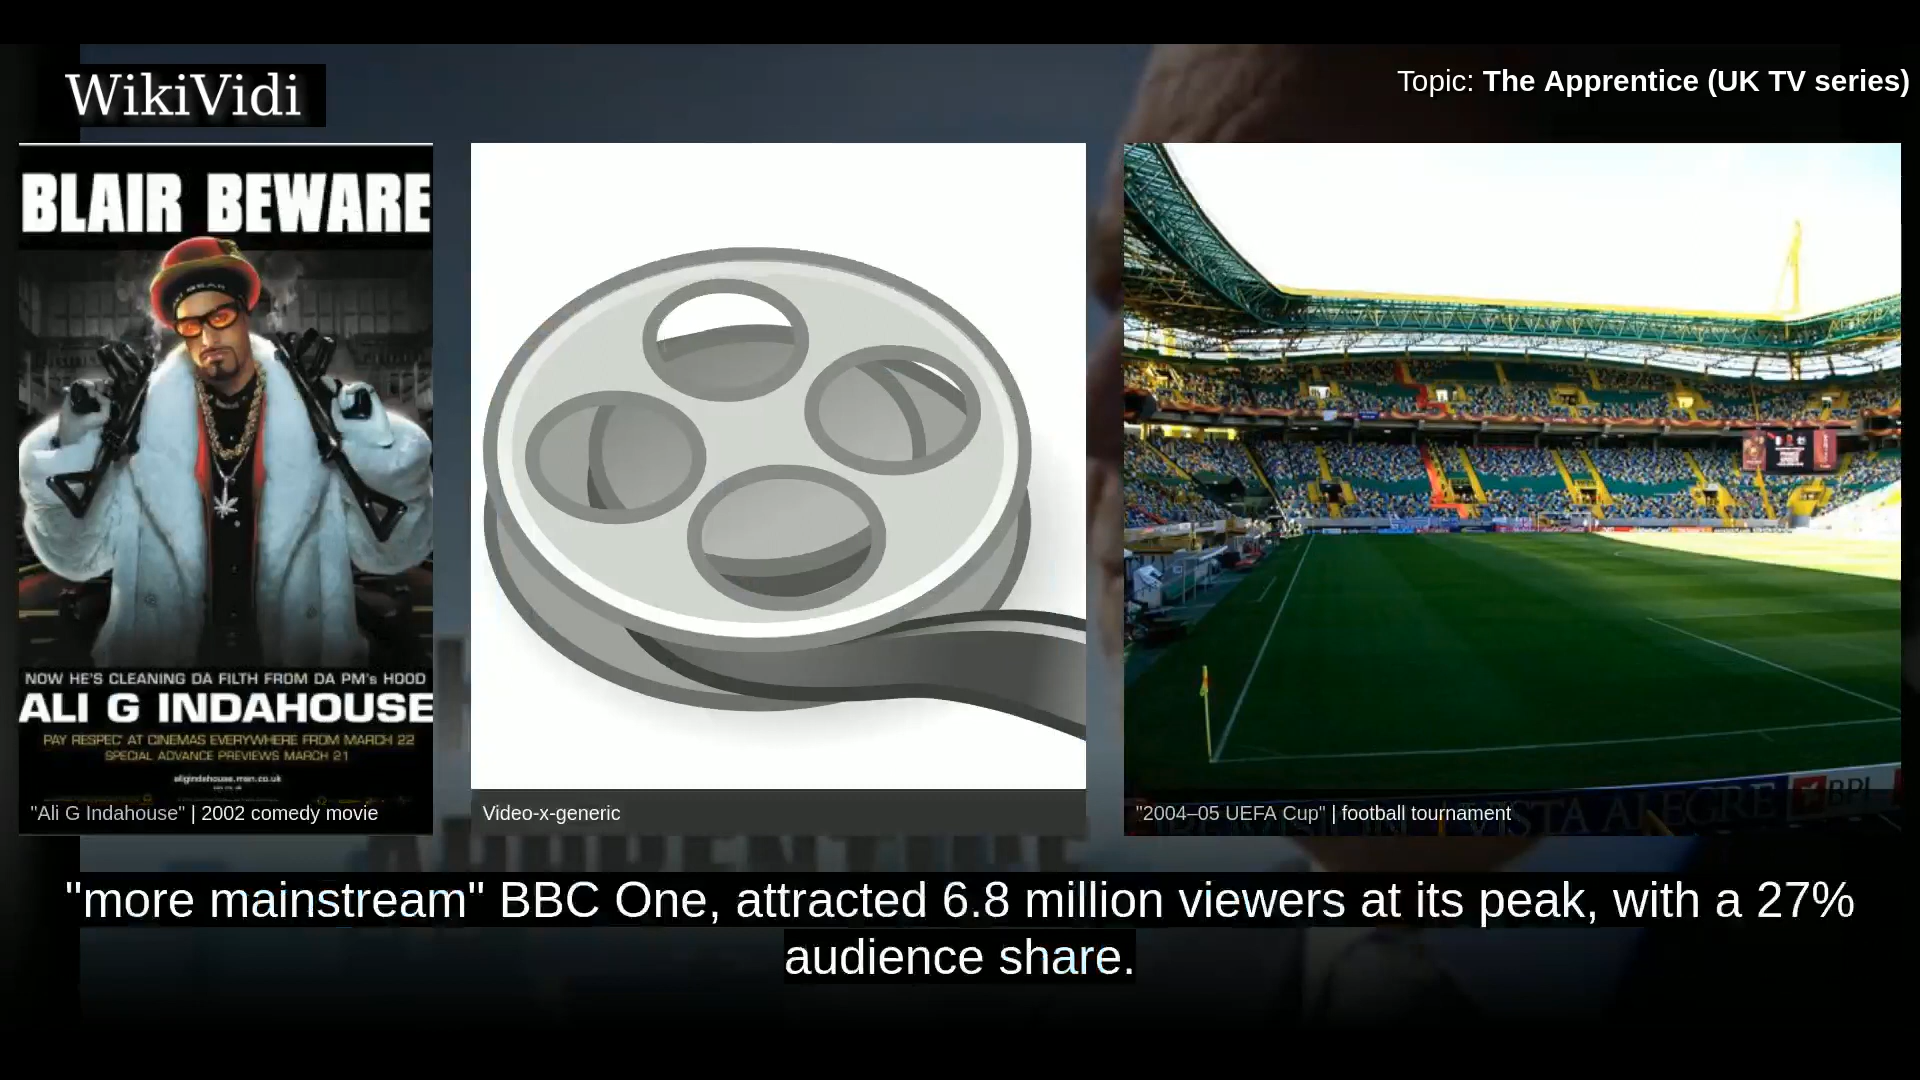 WikiVidi
Topic: The Apprentice (UK TV series)
BLAIR BEWARE
NOW HE'S CLEANING DA FILTH FROM DA PM's HOOD
ALI G INDAHOUSE
PAY RESPEC' AT CINEMAS EVERYWHERE FROM MARCH 22
SPECIAL ADVANCE PREVIEWS MARCH 21
"Ali G Indahouse" | 2002 comedy movie
Video-x-generic
VISTA ALEGRE
BPI
"2004–05 UEFA Cup" | football tournament
"more mainstream" BBC One, attracted 6.8 million viewers at its peak, with a 27%
audience share.